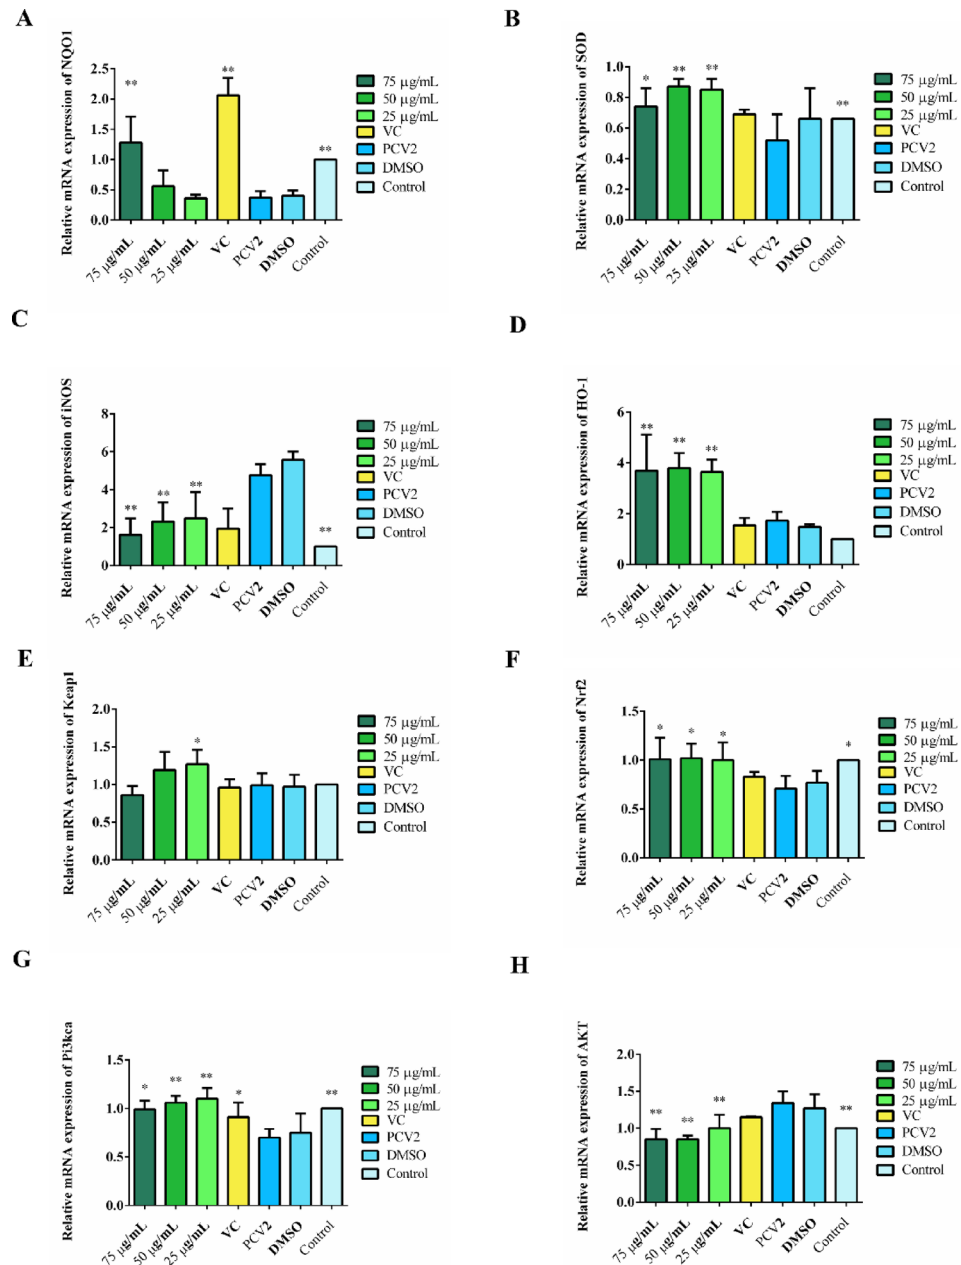 A
Relative mRNA expression of NQO1
2.5
2.0
1.5
1.0
0.5
0.0
**
**
**
75 μg/mL
50 μg/mL
25 μg/mL
VC
PCV2
DMSO
Control
75 μg/mL
50 μg/mL
25 μg/mL
VC
PCV2
DMSO
Control
B
Relative mRNA expression of SOD
1.0
0.8
0.6
0.4
0.2
0.0
*
**
**
**
75 μg/mL
50 μg/mL
25 μg/mL
VC
PCV2
DMSO
Control
75 μg/mL
50 μg/mL
25 μg/mL
VC
PCV2
DMSO
Control
C
Relative mRNA expression of iNOS
8
6
4
2
0
**
**
**
**
75 μg/mL
50 μg/mL
25 μg/mL
VC
PCV2
DMSO
Control
75 μg/mL
50 μg/mL
25 μg/mL
VC
PCV2
DMSO
Control
D
Relative mRNA expression of HO-1
6
4
2
0
**
**
**
75 μg/mL
50 μg/mL
25 μg/mL
VC
PCV2
DMSO
Control
75 μg/mL
50 μg/mL
25 μg/mL
VC
PCV2
DMSO
Control
E
Relative mRNA expression of Keap1
2.0
1.5
1.0
0.5
0.0
*
75 μg/mL
50 μg/mL
25 μg/mL
VC
PCV2
DMSO
Control
75 μg/mL
50 μg/mL
25 μg/mL
VC
PCV2
DMSO
Control
F
Relative mRNA expression of Nrf2
1.5
1.0
0.5
0.0
*
*
*
*
75 μg/mL
50 μg/mL
25 μg/mL
VC
PCV2
DMSO
Control
75 μg/mL
50 μg/mL
25 μg/mL
VC
PCV2
DMSO
Control
G
Relative mRNA expression of Pi3kca
1.5
1.0
0.5
0.0
*
**
**
*
**
75 μg/mL
50 μg/mL
25 μg/mL
VC
PCV2
DMSO
Control
75 μg/mL
50 μg/mL
25 μg/mL
VC
PCV2
DMSO
Control
H
Relative mRNA expression of AKT
2.0
1.5
1.0
0.5
0.0
**
**
**
**
75 μg/mL
50 μg/mL
25 μg/mL
VC
PCV2
DMSO
Control
75 μg/mL
50 μg/mL
25 μg/mL
VC
PCV2
DMSO
Control